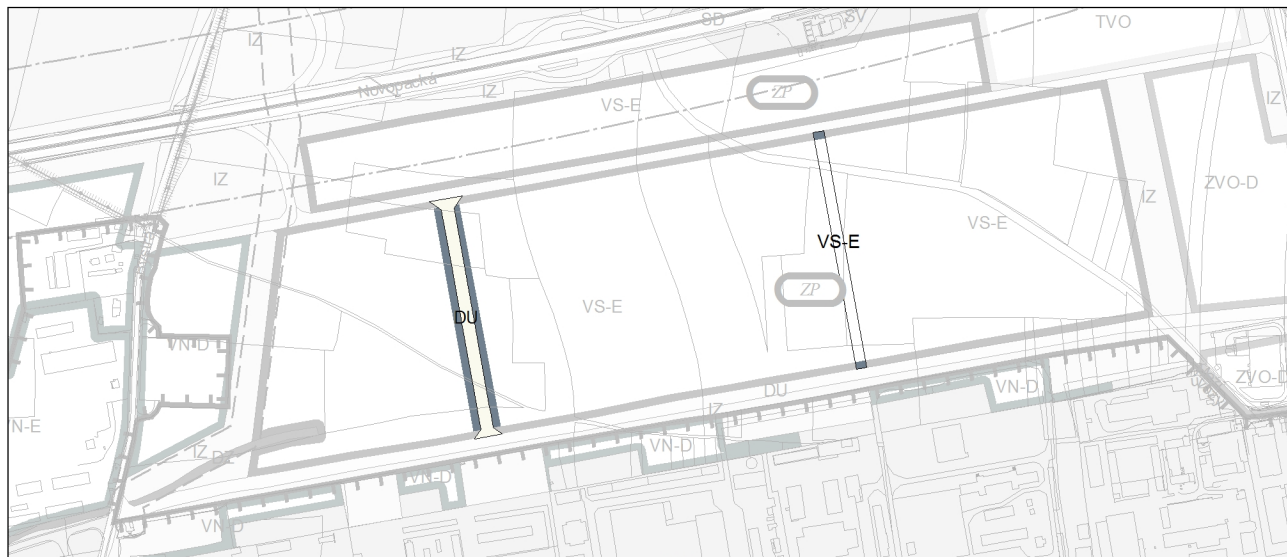 SD
SV
TVO
IZ
IZ
Novopacká
IZ
ZP
VS-E
IZ
IZ
IZ
ZVO-D
VS-E
VS-E
ZP
VS-E
DU
VN-D
DU
VN-D
ZVO-D
VN-E
IZ
IZ
DZ
VN-D
VN-D
VN-D